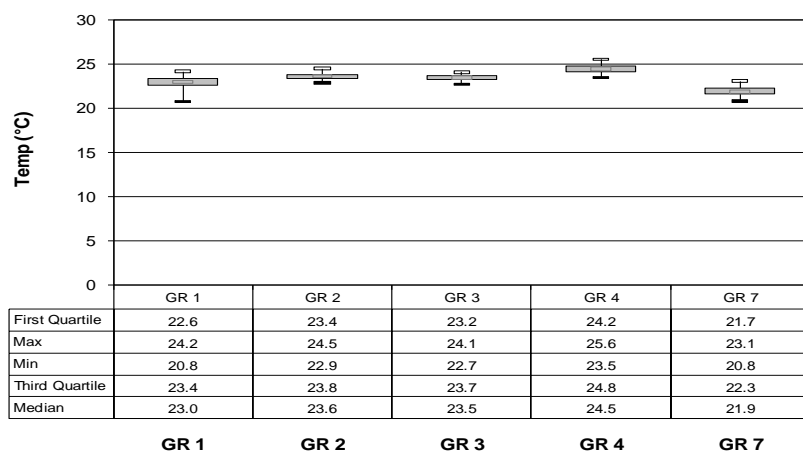 30
25
20
15
10
5
0
Temp (°C)
GR 1 GR 2 GR 3 GR 4 GR 7
First Quartile 22.6 23.4 23.2 24.2 21.7
Max 24.2 24.5 24.1 25.6 23.1
Min 20.8 22.9 22.7 23.5 20.8
Third Quartile 23.4 23.8 23.7 24.8 22.3
Median 23.0 23.6 23.5 24.5 21.9
GR 1 GR 2 GR 3 GR 4 GR 7